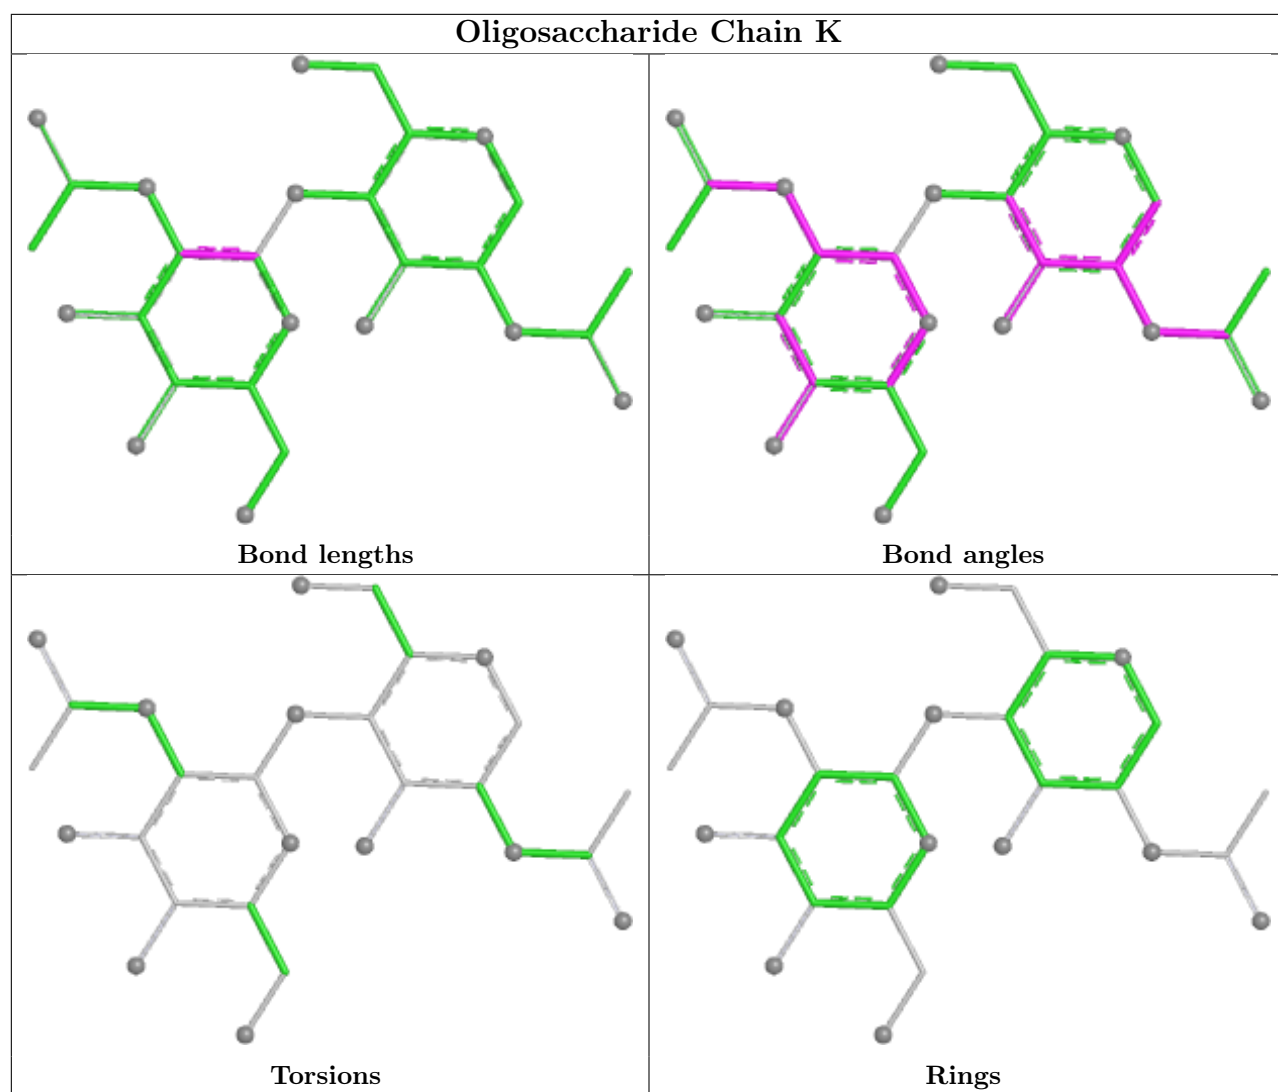 Oligosaccharide Chain K
Bond lengths
Bond angles
Torsions
Rings